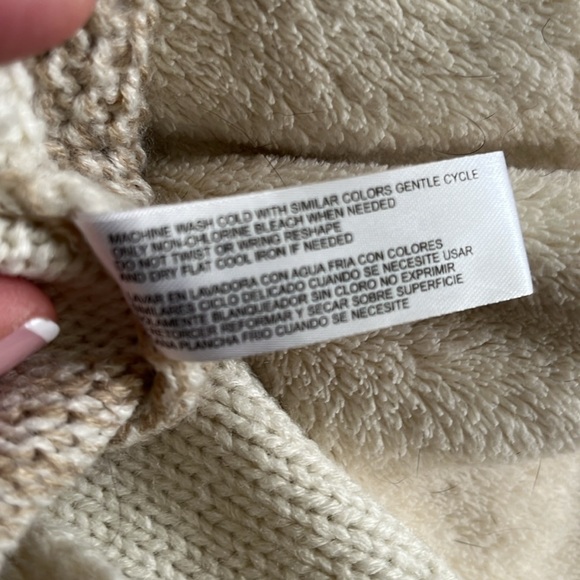 MACHINE WASH COLD WITH SIMILAR COLORS GENTLE CYCLE
ONLY NON-CHLORINE BLEACH WHEN NEEDED
DO NOT TWIST OR WRING RESHAPE
AND DRY FLAT COOL IRON IF NEEDED
LAVAR EN LAVADORA CON AGUA FRIA CON COLORES
SIMILARES CICLO DELICADO CUANDO SE NECESITE USAR
SOLAMENTE BLANQUEADOR SIN CLORO NO EXPRIMIR
RETORCER REFORMAR Y SECAR SOBRE SUPERFICIE
PLANCHA FRIO CUANDO SE NECESITE